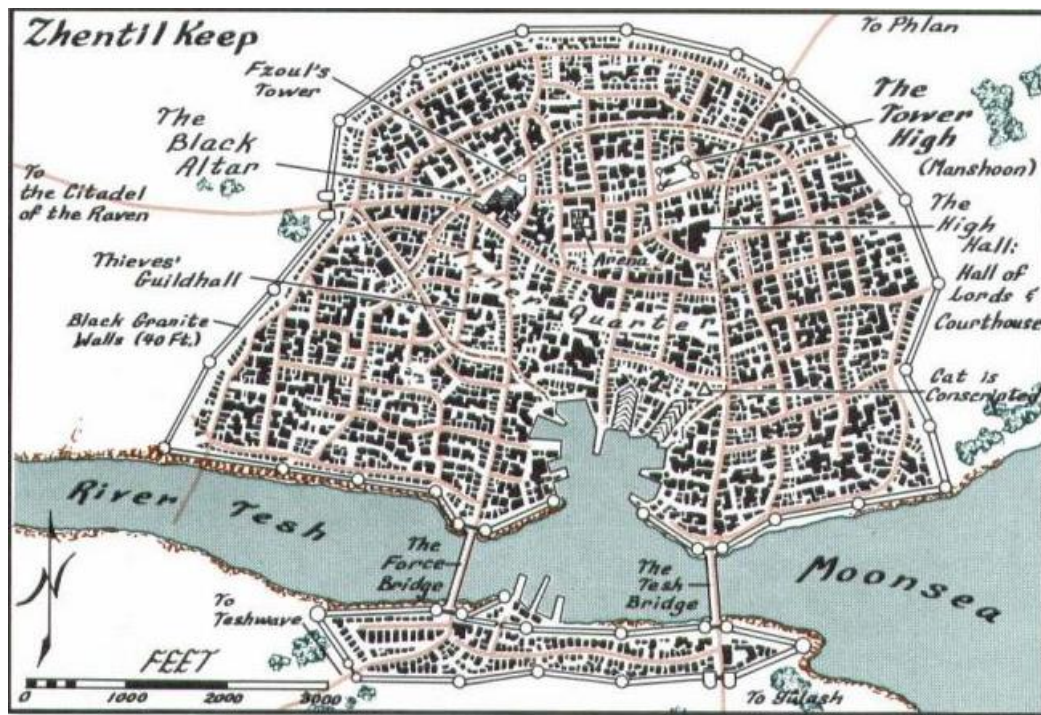 Zhentil Keep
To Phlan
Fzoul's
Tower
The
Black
Altar
The
Tower
High
(Manshoon)
To
the Citadel
of the Raven
The
High
Hall:
Hall of
Lords &
Courthouse
Arena
Thieves'
Guildhall
Inner
Quarter
Black Granite
Walls (40 Ft.)
Cat is
Conscripted
River Tesh
The
Force
Bridge
The
Tesh
Bridge
Moonsea
N
To
Teshwave
FEET
0 1000 2000 3000
To Yûlash